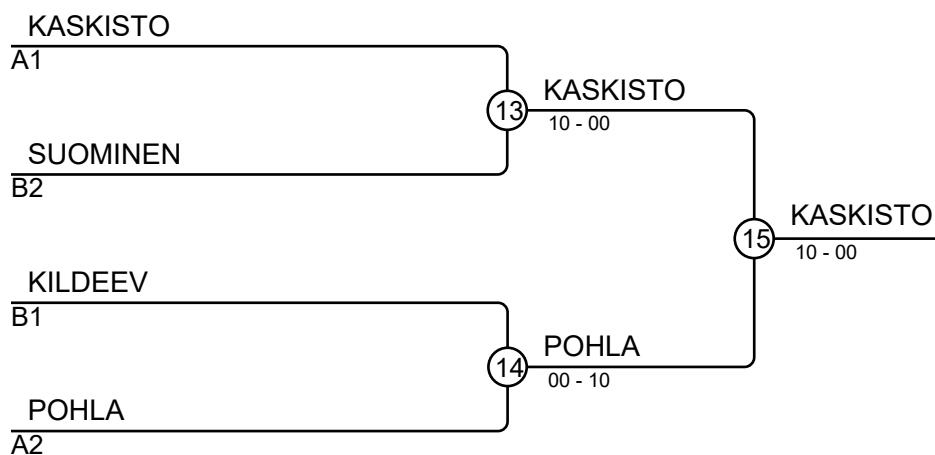 KASKISTO
A1
13
KASKISTO
10 - 00
SUOMINEN
B2
15
KASKISTO
10 - 00
KILDEEV
B1
14
POHLA
00 - 10
POHLA
A2